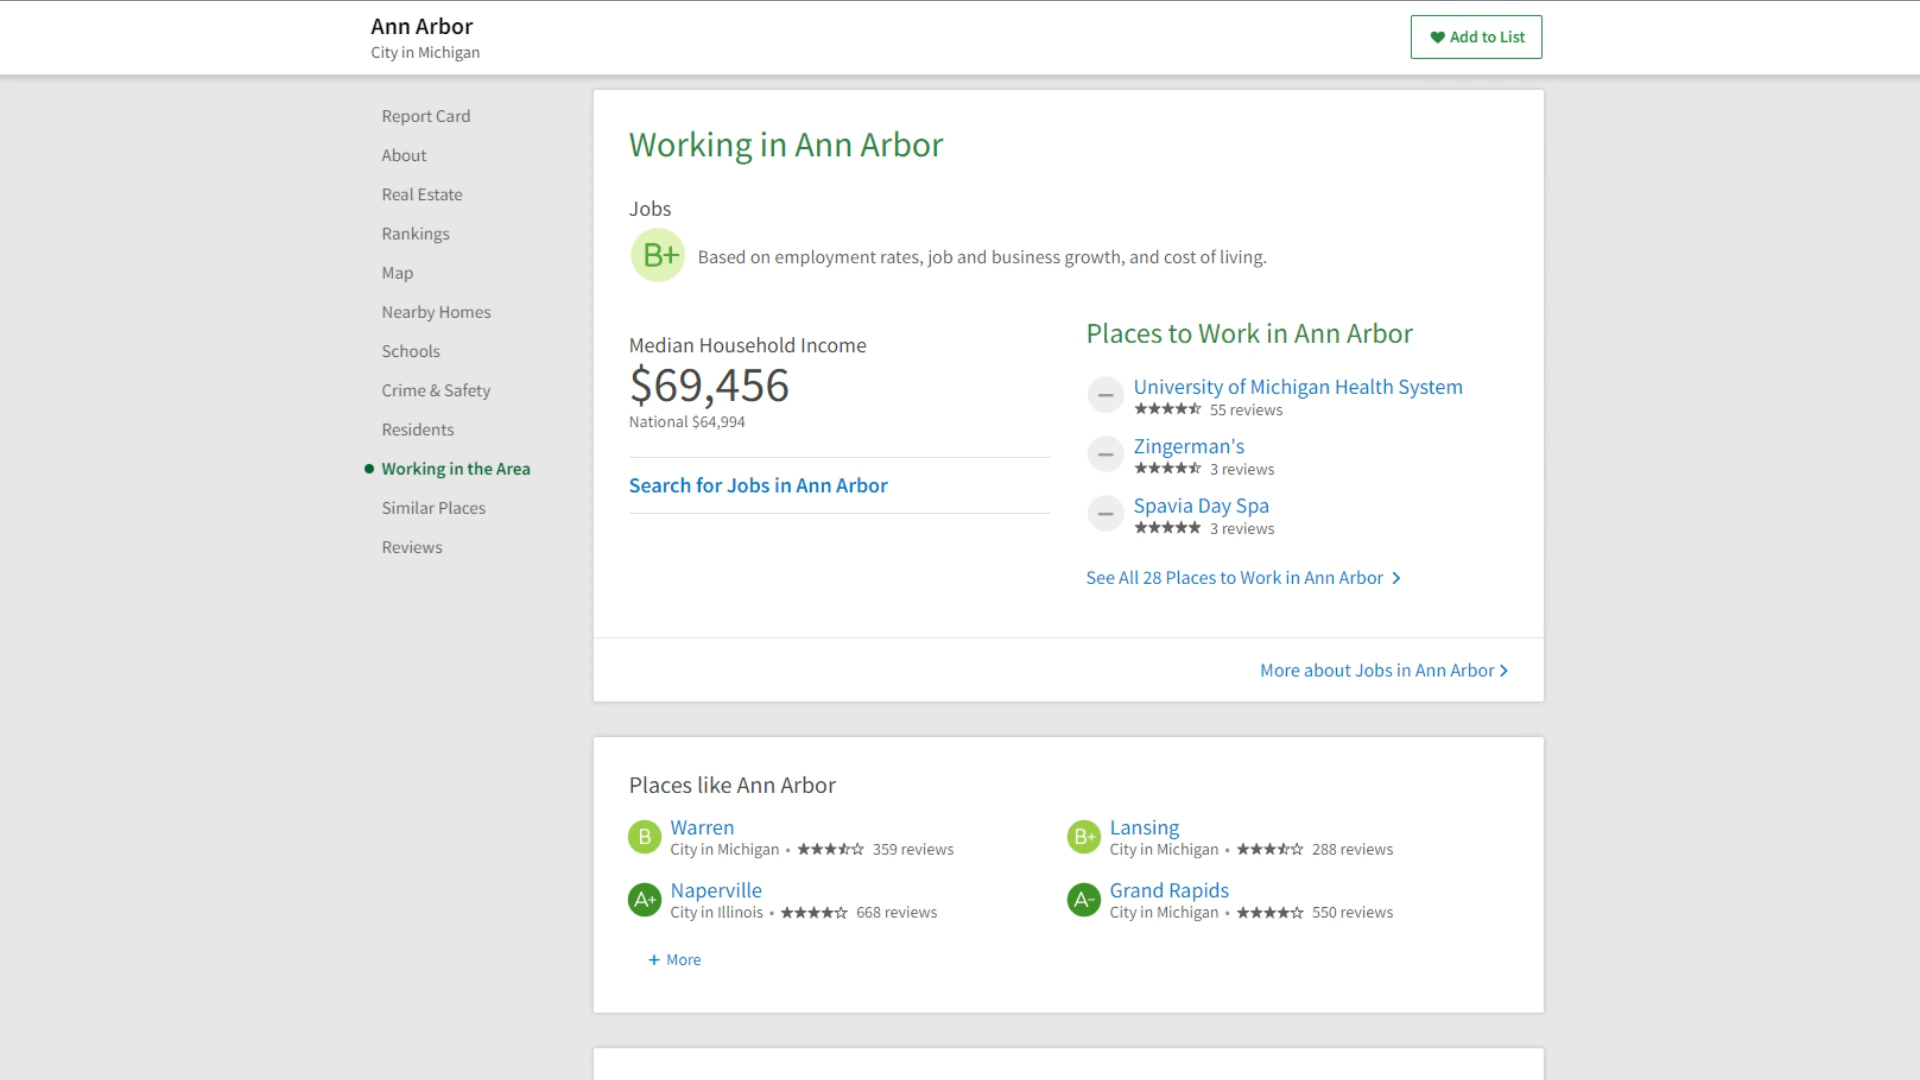 Ann Arbor
City in Michigan
Add to List
Report Card
About
Real Estate
Rankings
Map
Nearby Homes
Schools
Crime & Safety
Residents
Working in the Area
Similar Places
Reviews
Working in Ann Arbor
Jobs
B+ Based on employment rates, job and business growth, and cost of living.
Median Household Income
$69,456
National $64,994
Search for Jobs in Ann Arbor
Places to Work in Ann Arbor
University of Michigan Health System
55 reviews
Zingerman's
3 reviews
Spavia Day Spa
3 reviews
See All 28 Places to Work in Ann Arbor
More about Jobs in Ann Arbor
Places like Ann Arbor
B Warren
City in Michigan • 359 reviews
B+ Lansing
City in Michigan • 288 reviews
A+ Naperville
City in Illinois • 668 reviews
A- Grand Rapids
City in Michigan • 550 reviews
+ More